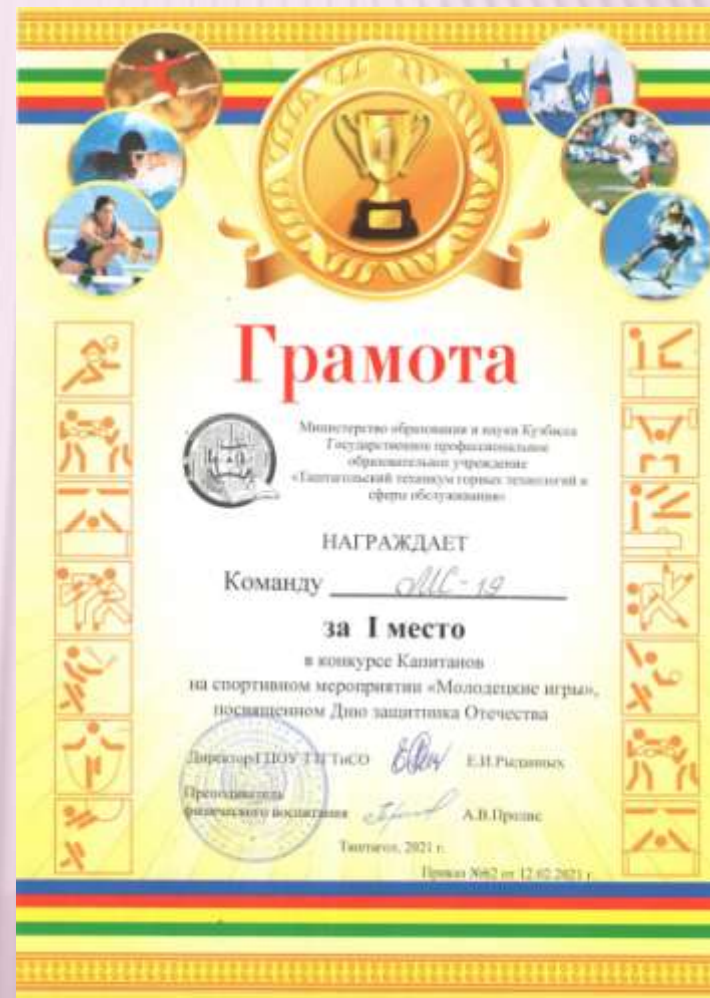 Грамота
Министерство образования и науки Кузбасса
Государственное профессиональное
образовательное учреждение
«Таштагольский техникум горных технологий и
сферы обслуживания»
НАГРАЖДАЕТ
Команду МС-19
за I место
в конкурсе Капитанов
на спортивном мероприятии «Молодецкие игры»,
посвященном Дню защитника Отечества
Директор ГПОУ ТТГТиСО Е.И.Рыданных
Преподаватель
физического воспитания А.В.Продис
Таштагол, 2021 г.
Приказ №62 от 12.02.2021 г